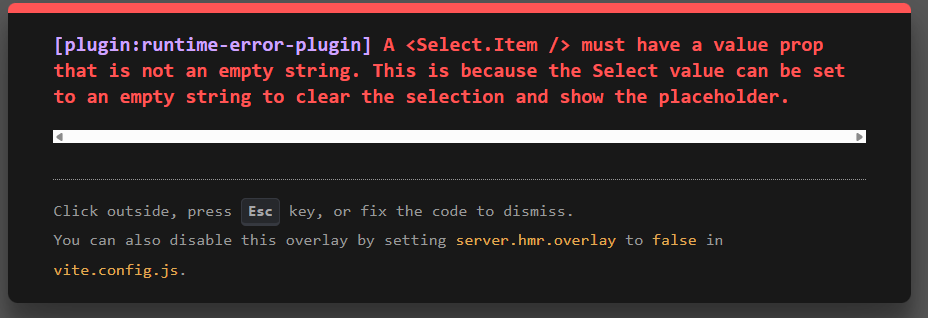 [plugin:runtime-error-plugin] A <Select.Item /> must have a value prop
that is not an empty string. This is because the Select value can be set
to an empty string to clear the selection and show the placeholder.
Click outside, press Esc key, or fix the code to dismiss.
You can also disable this overlay by setting server.hmr.overlay to false in
vite.config.js.